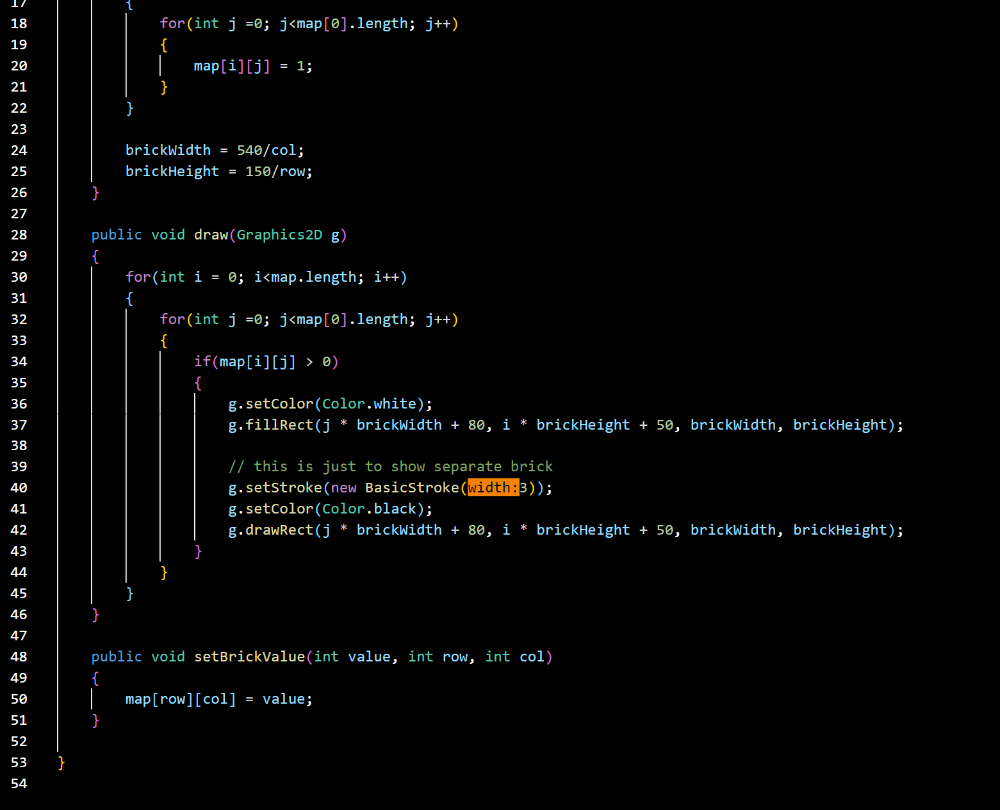 17 {
18 for(int j =0; j<map[0].length; j++)
19 {
20 map[i][j] = 1;
21 }
22 }
23
24 brickWidth = 540/col;
25 brickHeight = 150/row;
26 }
27
28 public void draw(Graphics2D g)
29 {
30 for(int i = 0; i<map.length; i++)
31 {
32 for(int j =0; j<map[0].length; j++)
33 {
34 if(map[i][j] > 0)
35 {
36 g.setColor(Color.white);
37 g.fillRect(j * brickWidth + 80, i * brickHeight + 50, brickWidth, brickHeight);
38
39 // this is just to show separate brick
40 g.setStroke(new BasicStroke(width:3));
41 g.setColor(Color.black);
42 g.drawRect(j * brickWidth + 80, i * brickHeight + 50, brickWidth, brickHeight);
43 }
44 }
45 }
46 }
47
48 public void setBrickValue(int value, int row, int col)
49 {
50 map[row][col] = value;
51 }
52
53 }
54